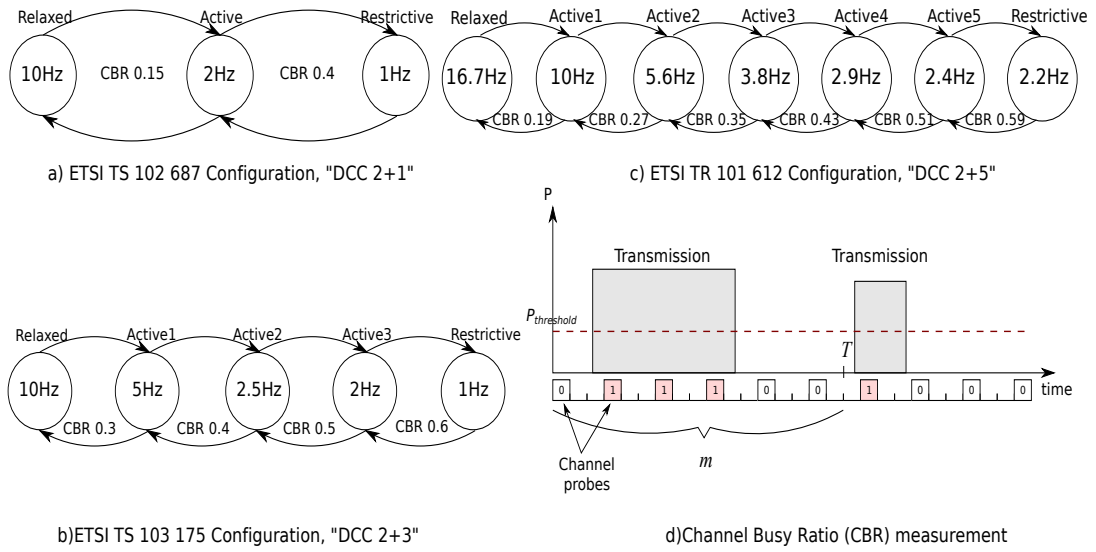 Relaxed Active Restrictive
10Hz CBR 0.15 2Hz CBR 0.4 1Hz
a) ETSI TS 102 687 Configuration, "DCC 2+1"
Relaxed Active1 Active2 Active3 Active4 Active5 Restrictive
16.7Hz 10Hz 5.6Hz 3.8Hz 2.9Hz 2.4Hz 2.2Hz
CBR 0.19 CBR 0.27 CBR 0.35 CBR 0.43 CBR 0.51 CBR 0.59
c) ETSI TR 101 612 Configuration, "DCC 2+5"
Relaxed Active1 Active2 Active3 Restrictive
10Hz 5Hz 2.5Hz 2Hz 1Hz
CBR 0.3 CBR 0.4 CBR 0.5 CBR 0.6
b)ETSI TS 103 175 Configuration, "DCC 2+3"
P
Transmission Transmission
Pthreshold
T
0 1 1 1 0 0 1 0 0 0
time
Channel
probes
m
d)Channel Busy Ratio (CBR) measurement